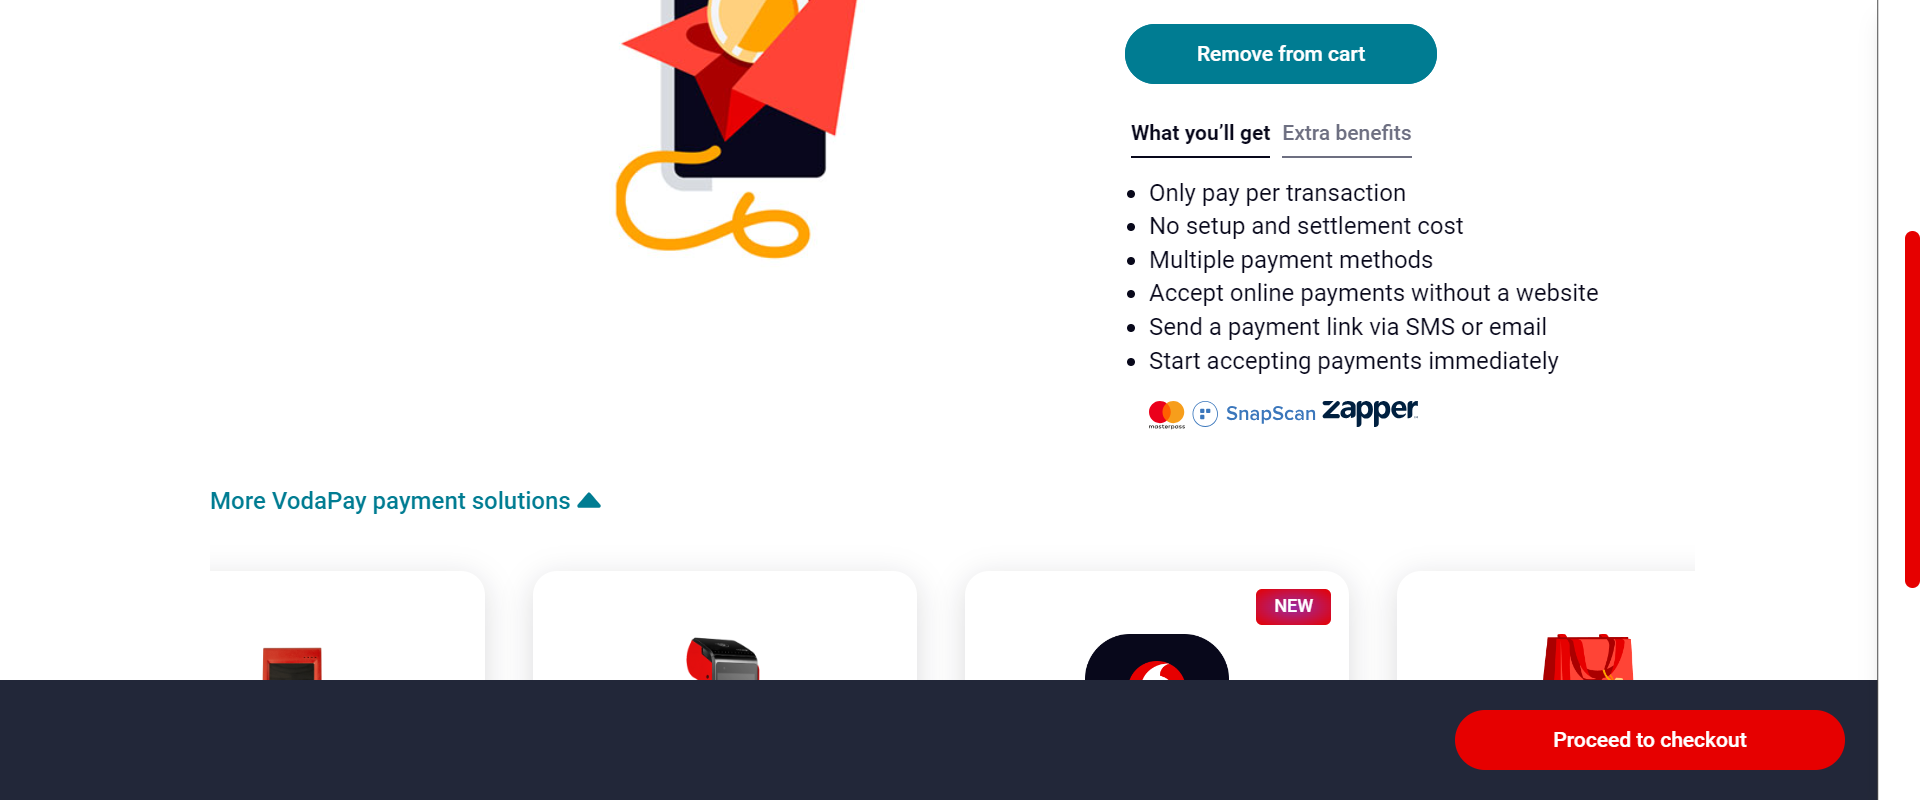 Remove from cart
What you’ll get Extra benefits
Only pay per transaction
No setup and settlement cost
Multiple payment methods
Accept online payments without a website
Send a payment link via SMS or email
Start accepting payments immediately
masterpass SnapScan zapper
More VodaPay payment solutions
NEW
Proceed to checkout